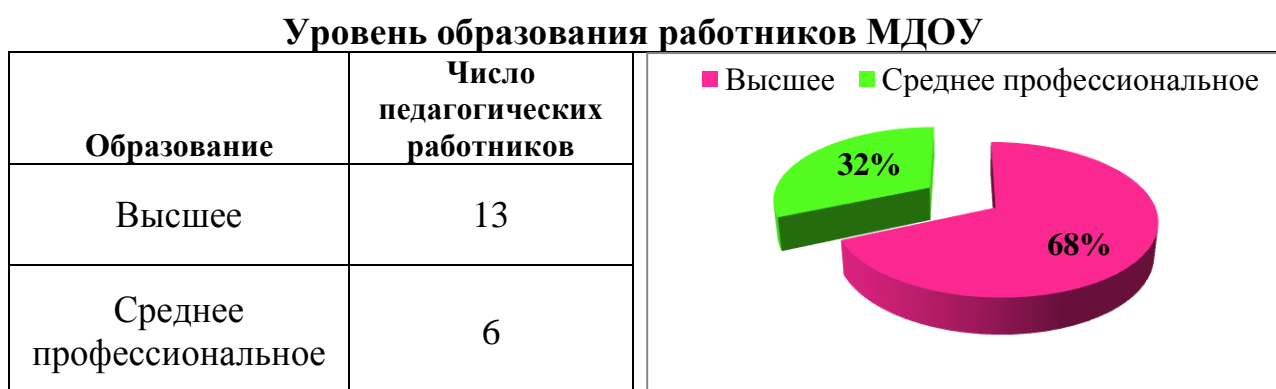 Уровень образования работников МДОУ
Образование
Число
педагогических
работников
Высшее
13
Среднее
профессиональное
6
Высшее Среднее профессиональное
32%
68%